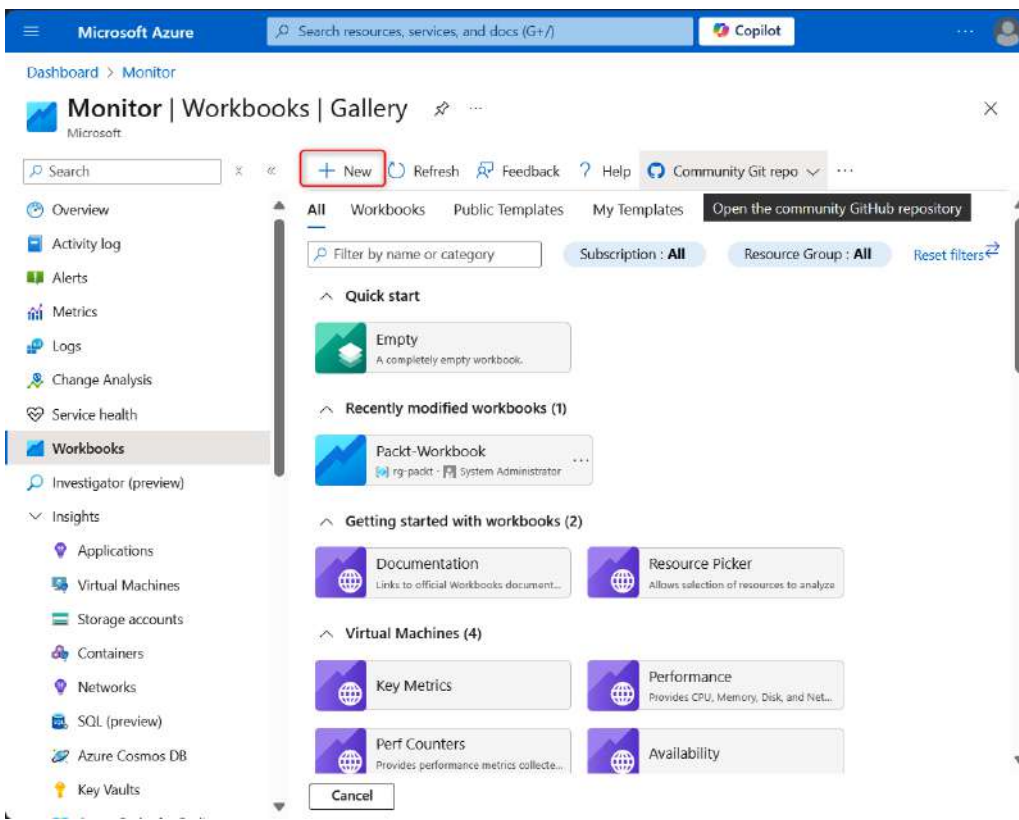 Microsoft Azure
Search resources, services, and docs (G+/)
Copilot
...
Dashboard > Monitor
Monitor | Workbooks | Gallery
...
Microsoft
Search
New
Refresh
Feedback
? Help
Community Git repo
...
Overview
Activity log
Alerts
Metrics
Logs
Change Analysis
Service health
Workbooks
Investigator (preview)
Insights
Applications
Virtual Machines
Storage accounts
Containers
Networks
SQL (preview)
Azure Cosmos DB
Key Vaults
All Workbooks Public Templates My Templates
Open the community GitHub repository
Filter by name or category
Subscription : All
Resource Group : All
Reset filters
Quick start
Empty
A completely empty workbook.
Recently modified workbooks (1)
Packt-Workbook
rg-packt - System Administrator
...
Getting started with workbooks (2)
Documentation
Links to official Workbooks document...
Resource Picker
Allows selection of resources to analyze
Virtual Machines (4)
Key Metrics
Performance
Provides CPU, Memory, Disk, and Net...
Perf Counters
Provides performance metrics collecte...
Availability
Cancel